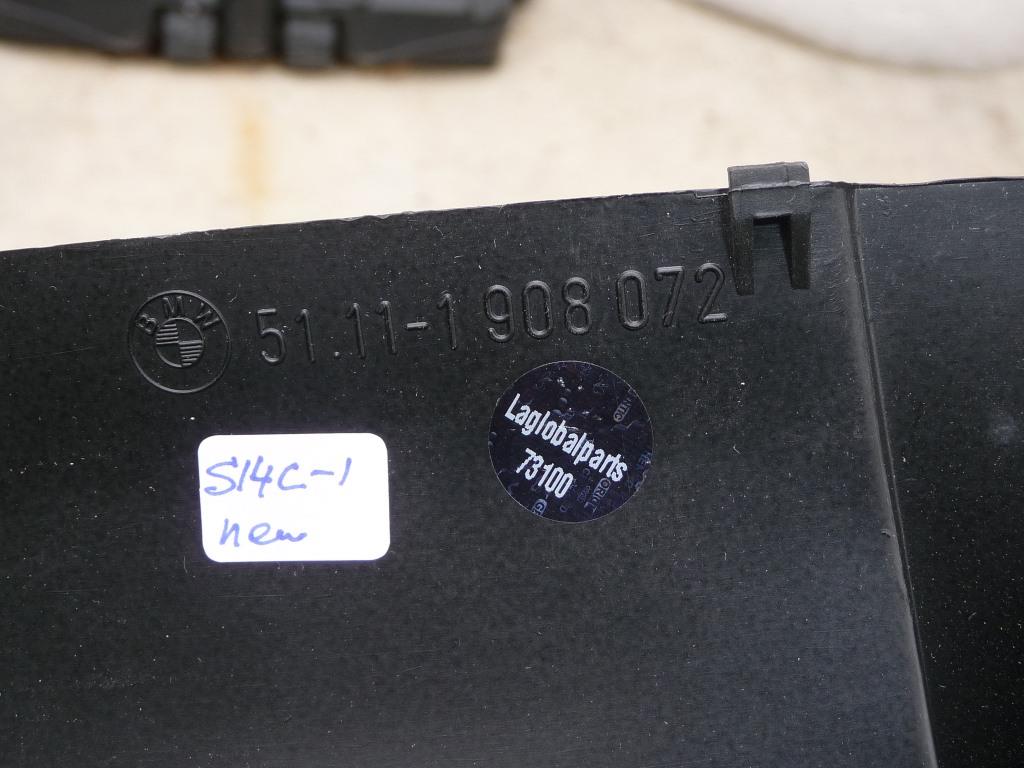 BMW 51.11-1 908 072
Laglobalparts
73100
S14C-1
new